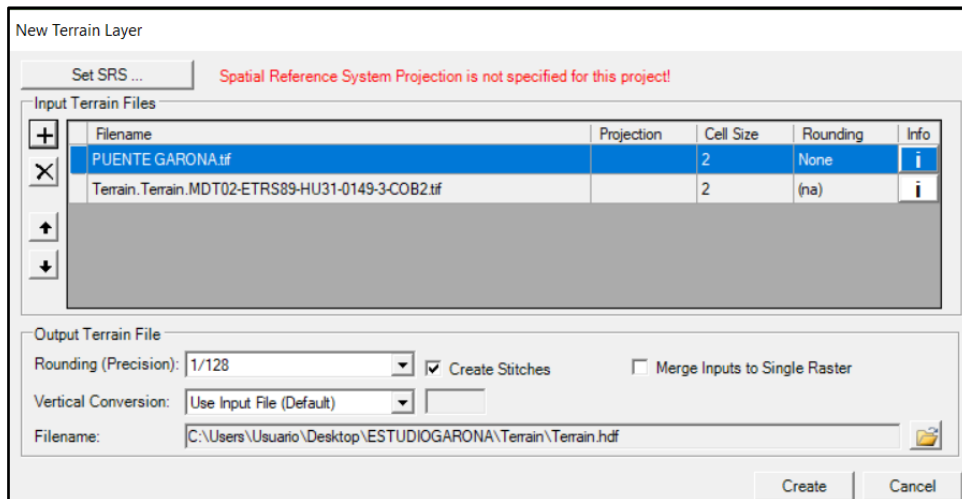 New Terrain Layer
Set SRS ... Spatial Reference System Projection is not specified for this project!
Input Terrain Files
Filename Projection Cell Size Rounding Info
PUENTE GARONA.tif 2 None i
Terrain.Terrain.MDT02-ETRS89-HU31-0149-3-COB2.tif 2 (na) i
Output Terrain File
Rounding (Precision): 1/128 Create Stitches Merge Inputs to Single Raster
Vertical Conversion: Use Input File (Default)
Filename: C:\Users\Usuario\Desktop\ESTUDIOGARONA\Terrain\Terrain.hdf
Create Cancel